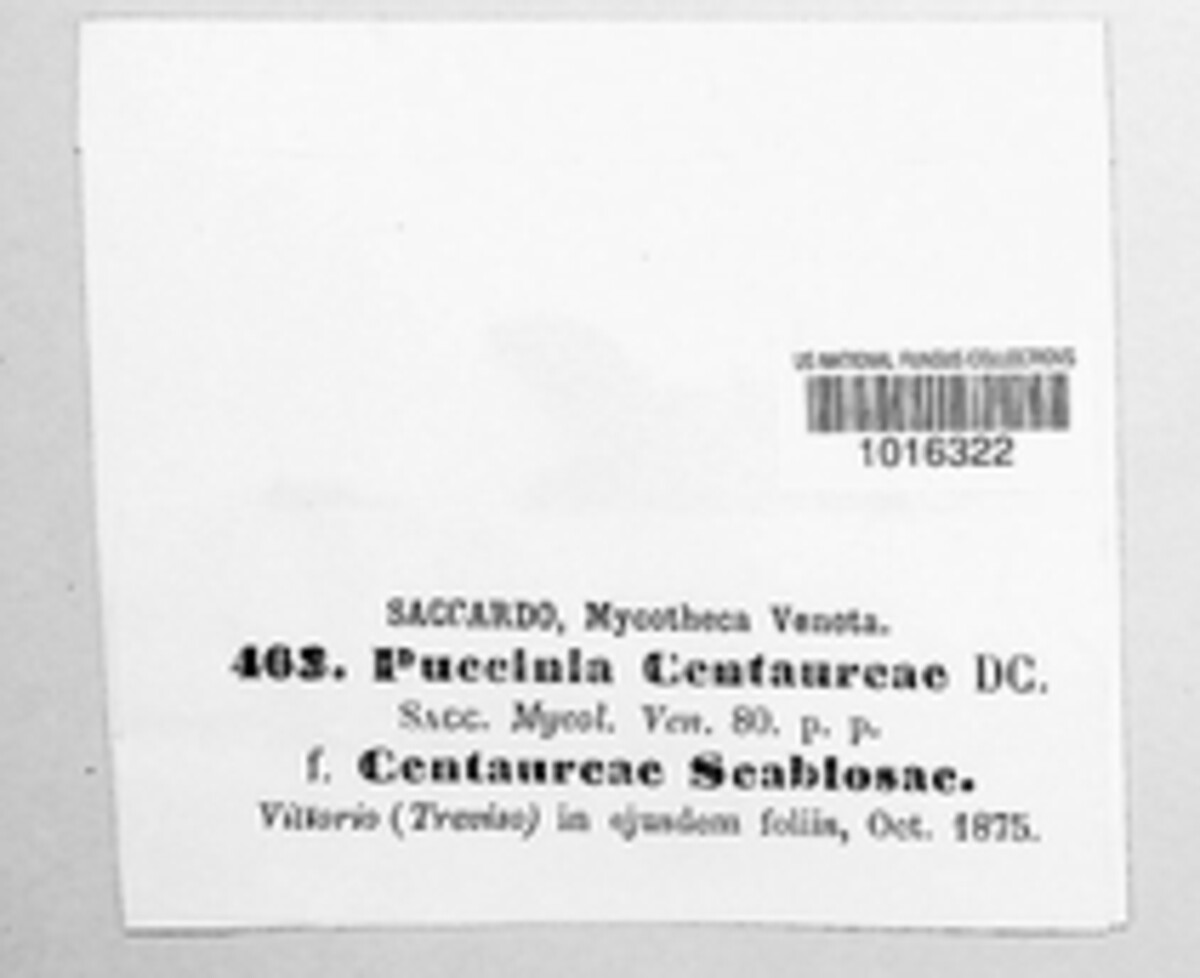 US NATIONAL FUNGUS COLLECTIONS
1016322
SACCARDO, Mycotheca Veneta.
463. Puccinia Centaureae DC.
SACC. Mycol. Ven. 80. p. p.
f. Centaureae Scabiosae.
Vittorio (Treviso) in ejusdem foliis, Oct. 1875.